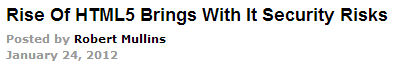 Rise Of HTML5 Brings With It Security Risks
Posted by Robert Mullins
January 24, 2012